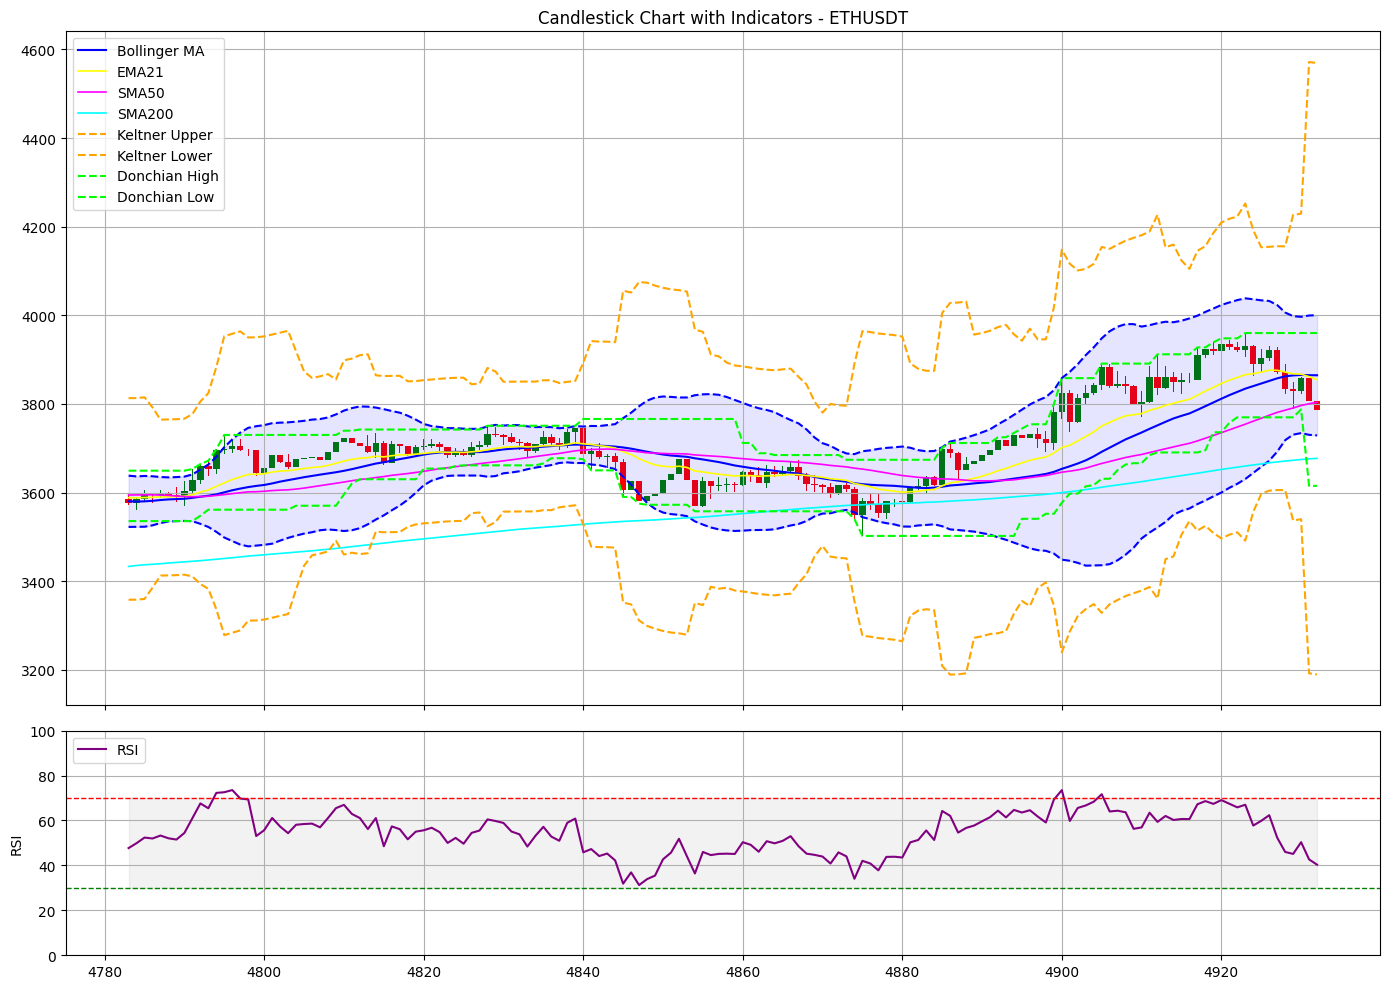 Candlestick Chart with Indicators - ETHUSDT
Bollinger MA
EMA21
SMA50
SMA200
Keltner Upper
Keltner Lower
Donchian High
Donchian Low
4600
4400
4200
4000
3800
3600
3400
3200
RSI
100
80
60
40
20
0
RSI
4780
4800
4820
4840
4860
4880
4900
4920